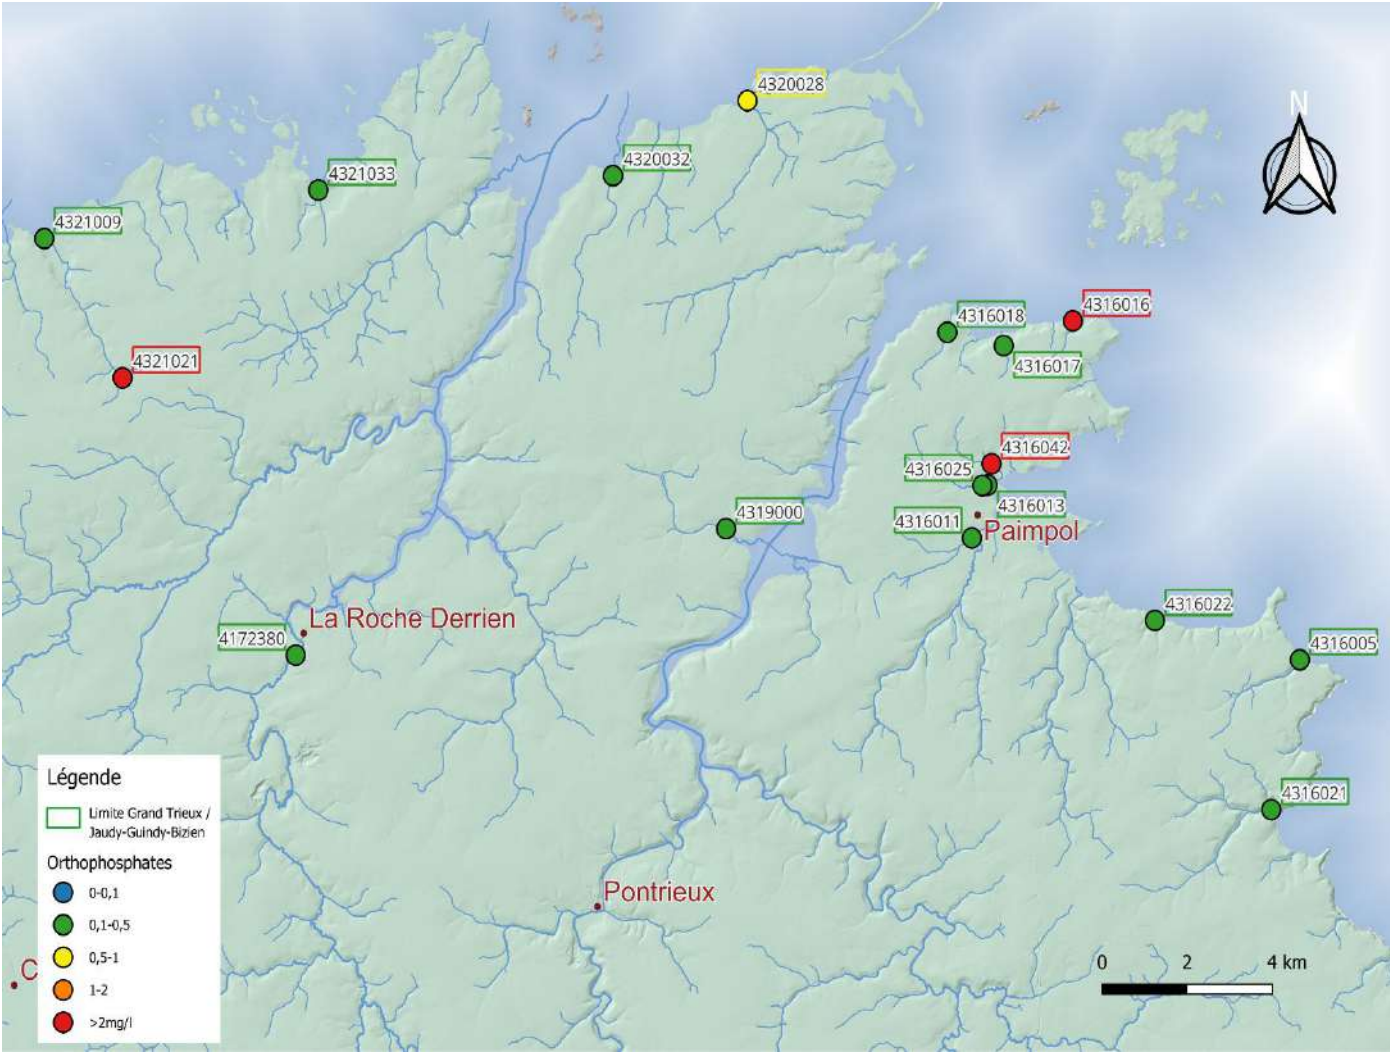 4320028
N
4320032
4321033
4321009
4316016
4316018
4321021
4316017
4316042
4316025
4316013
4319000
4316011
Paimpol
4316022
La Roche Derrien
4172380
4316005
Légende
Limite Grand Trieux /
Jaudy-Guindy-Bizien
4316021
Orthophosphates
0-0,1
Pontrieux
0,1-0,5
0,5-1
0 2 4 km
C
1-2
>2mg/l